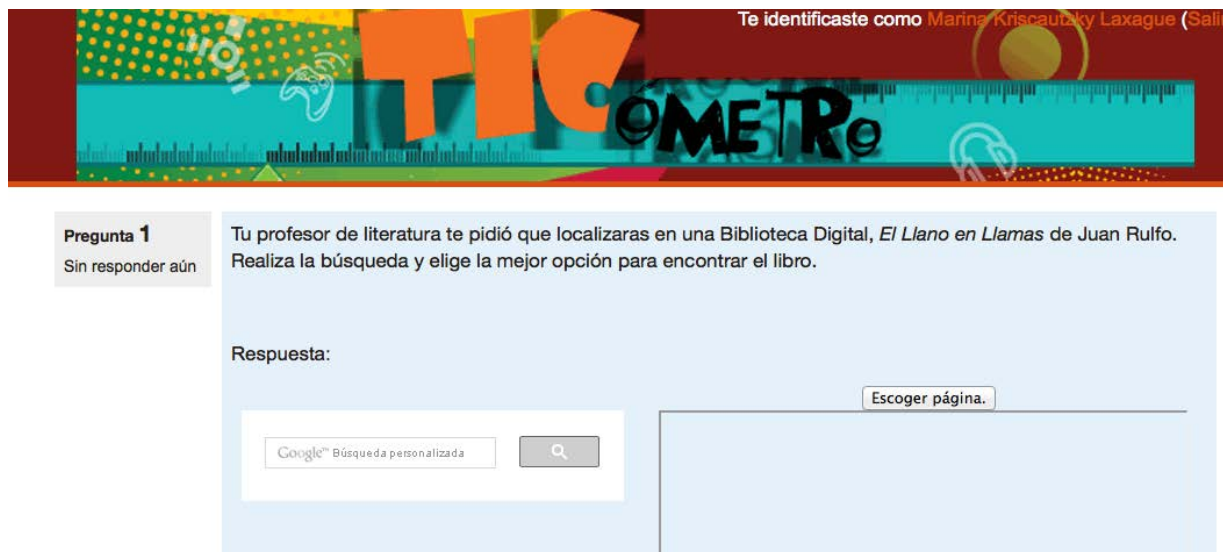 Te identificaste como Marina Kriscautzky Laxague (Salir
TICÓMETRO
Pregunta 1
Sin responder aún
Tu profesor de literatura te pidió que localizaras en una Biblioteca Digital, El Llano en Llamas de Juan Rulfo.
Realiza la búsqueda y elige la mejor opción para encontrar el libro.
Respuesta:
Escoger página.
Google™ Búsqueda personalizada